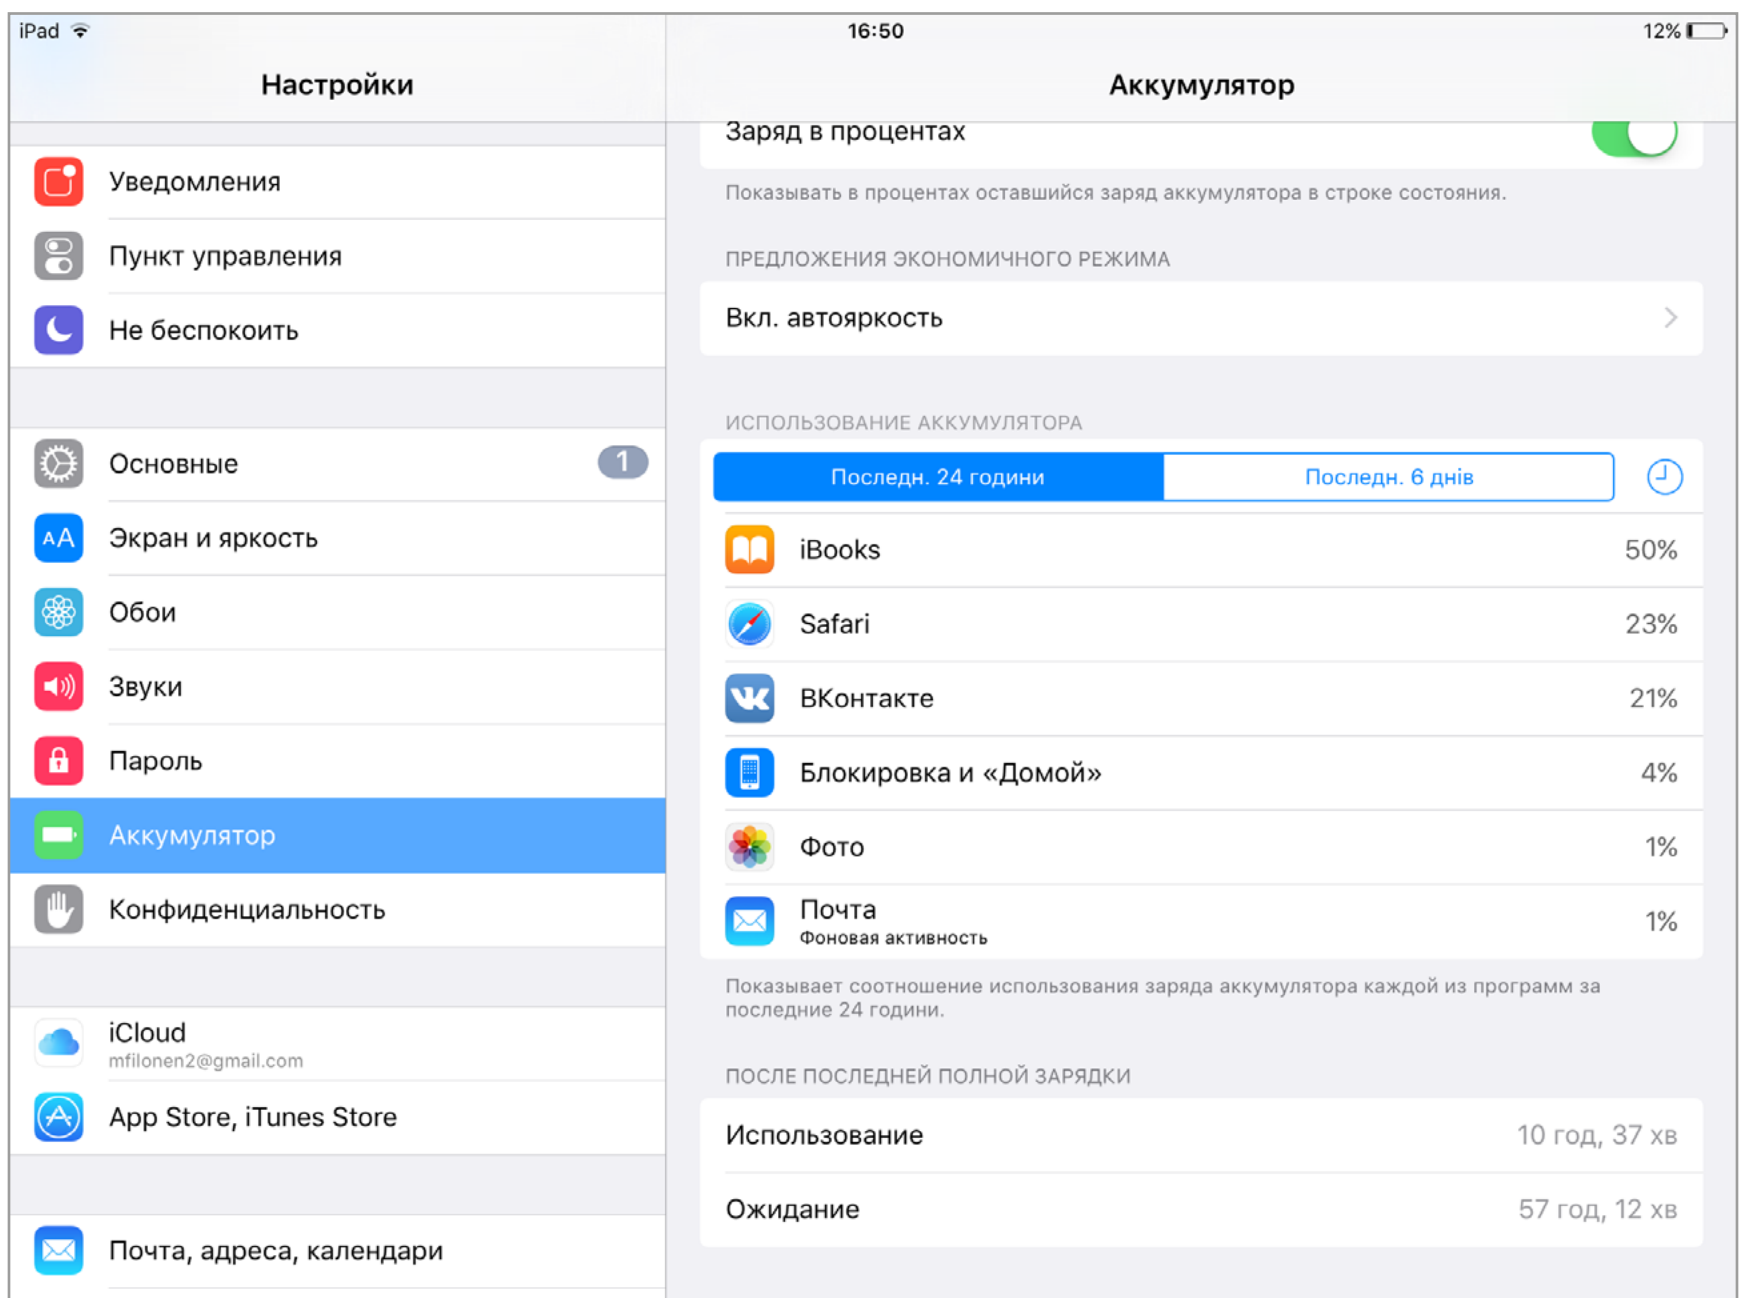 iPad
16:50
12%
Настройки
Аккумулятор
Уведомления
Пункт управления
Не беспокоить
Основные
1
AA
Экран и яркость
Обои
Звуки
Пароль
Аккумулятор
Конфиденциальность
iCloud
mfilonen2@gmail.com
App Store, iTunes Store
Почта, адреса, календари
Заряд в процентах
Показывать в процентах оставшийся заряд аккумулятора в строке состояния.
ПРЕДЛОЖЕНИЯ ЭКОНОМИЧНОГО РЕЖИМА
Вкл. автояркость
ИСПОЛЬЗОВАНИЕ АККУМУЛЯТОРА
Последн. 24 години
Последн. 6 днів
iBooks 50%
Safari 23%
ВКонтакте 21%
Блокировка и «Домой» 4%
Фото 1%
Почта 1%
Фоновая активность
Показывает соотношение использования заряда аккумулятора каждой из программ за
последние 24 години.
ПОСЛЕ ПОСЛЕДНЕЙ ПОЛНОЙ ЗАРЯДКИ
Использование 10 год, 37 хв
Ожидание 57 год, 12 хв